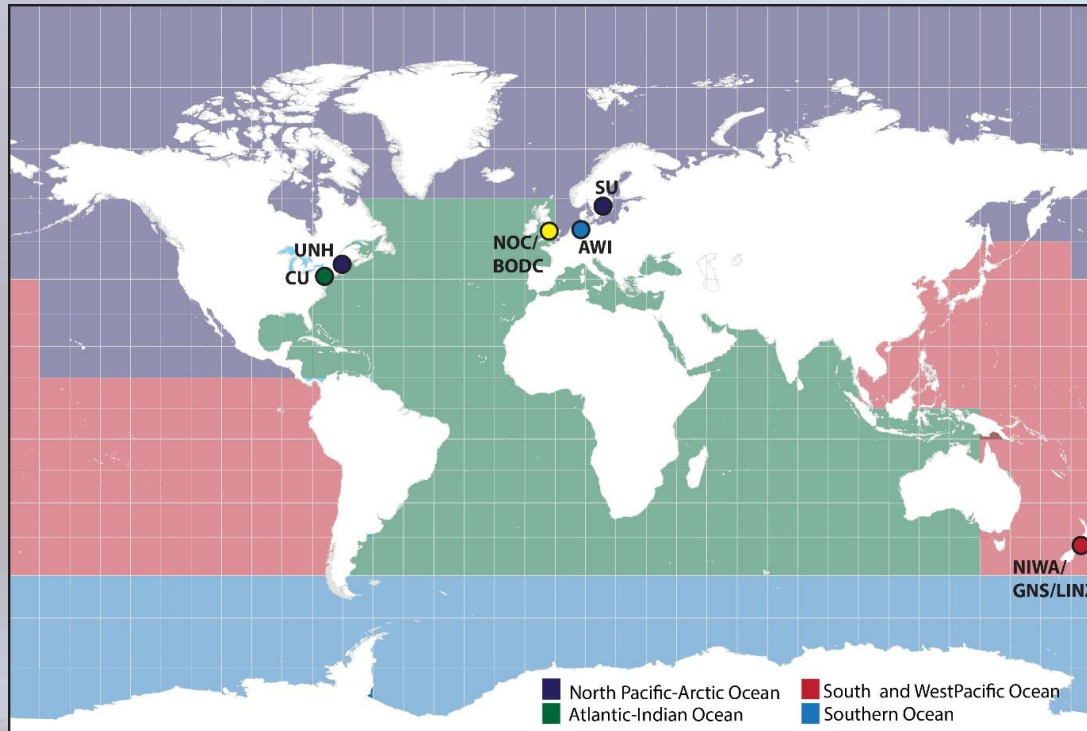 SU
NOC/
BODC
AWI
UNH
CU
NIWA/
GNS/LINZ
North Pacific-Arctic Ocean
South and WestPacific Ocean
Atlantic-Indian Ocean
Southern Ocean